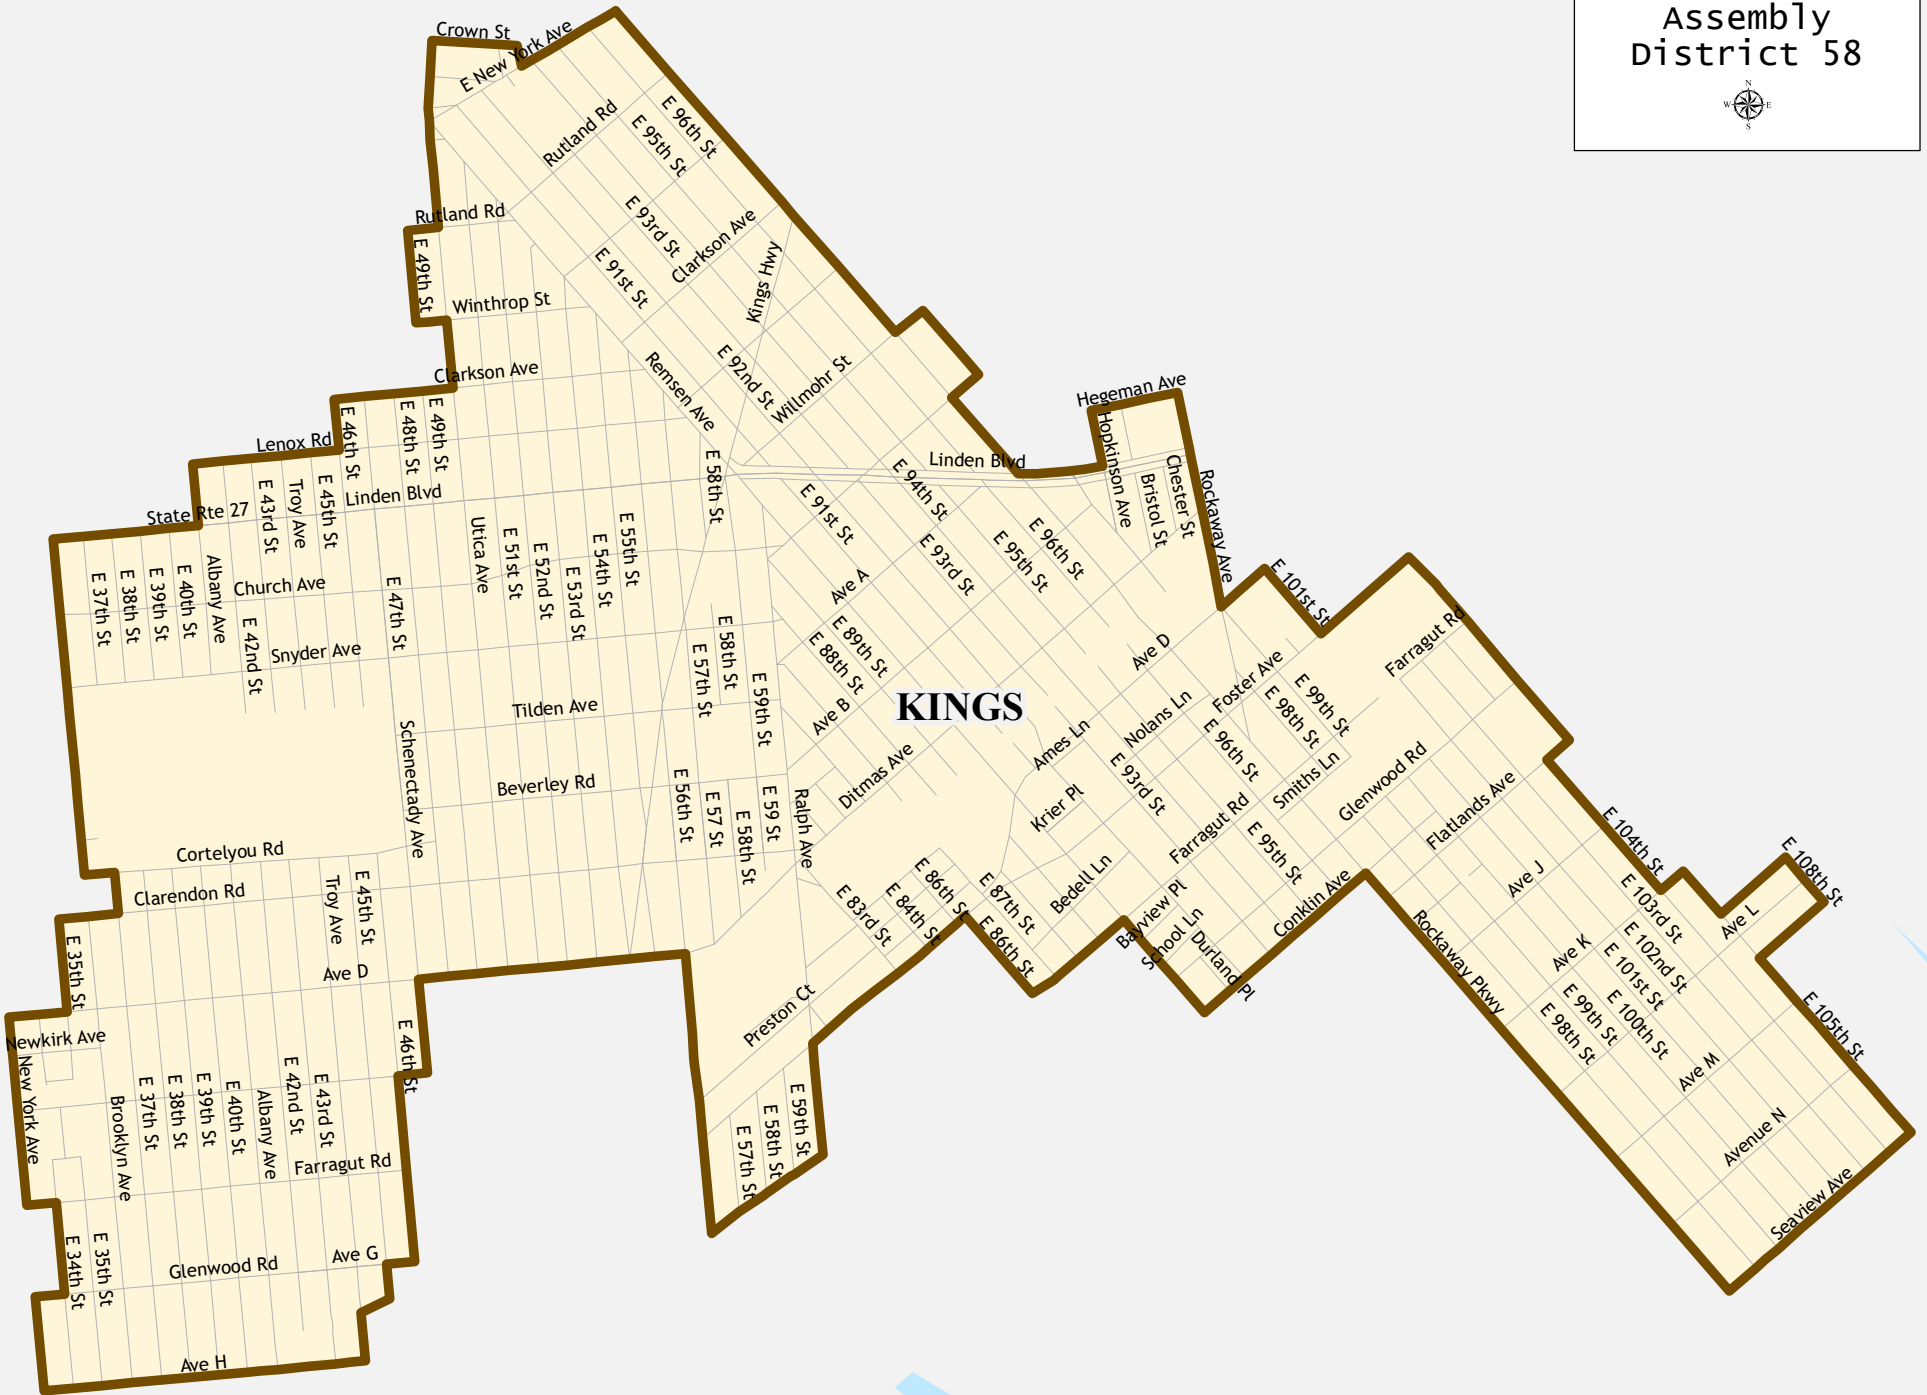 Assembly
District 58
N
W
E
S
Crown St
E New York Ave
E 96th St
Rutland Rd
E 95th St
E 93rd St
Clarkson Ave
Rutland Rd
E 49th St
E 91st St
Kings Hwy
Winthrop St
Clarkson Ave
Remsen Ave
E 92nd St
Willmohr St
Hegeman Ave
Lenox Rd
E 46th St
E 48th St
E 49th St
E 58th St
Linden Blvd
E 94th St
Hopkinson Ave
Bristol St
Chester St
Rockaway Ave
State Rte 27
E 43rd St
Troy Ave
E 45th St
Linden Blvd
E 91st St
E 93rd St
E 95th St
E 96th St
Utica Ave
E 51st St
E 52nd St
E 53rd St
E 54th St
E 55th St
E 37th St
E 38th St
E 39th St
E 40th St
Albany Ave
Church Ave
E 42nd St
E 47th St
Snyder Ave
Ave A
E 101st St
E 89th St
E 88th St
E 57th St
E 58th St
E 59th St
Ave D
Farragut Rd
KINGS
Ave B
Nolans Ln
Foster Ave
E 99th St
E 98th St
Tilden Ave
Schenectady Ave
Ditmas Ave
Ames Ln
E 96th St
E 93rd St
Smiths Ln
Glenwood Rd
Flatlands Ave
Beverley Rd
E 56th St
E 57 St
E 58th St
E 59 St
Ralph Ave
Krier Pl
Farragut Rd
E 95th St
E 104th St
Cortelyou Rd
Clarendon Rd
Troy Ave
E 45th St
E 83rd St
E 84th St
E 86th St
E 87th St
E 86th St
Bedell Ln
Bayview Pl
School Ln
Durland Pl
Conklin Ave
Rockaway Pkwy
Ave J
E 103rd St
E 108th St
Ave L
E 35th St
Ave D
Ave K
E 102nd St
E 101st St
E 100th St
E 99th St
E 98th St
E 105th St
Preston Ct
Newkirk Ave
New York Ave
E 46th St
Brooklyn Ave
E 37th St
E 38th St
E 39th St
E 40th St
Albany Ave
E 42nd St
E 43rd St
Ave M
E 57th St
E 58th St
E 59th St
Avenue N
Farragut Rd
Seaview Ave
E 34th St
E 35th St
Glenwood Rd
Ave G
Ave H